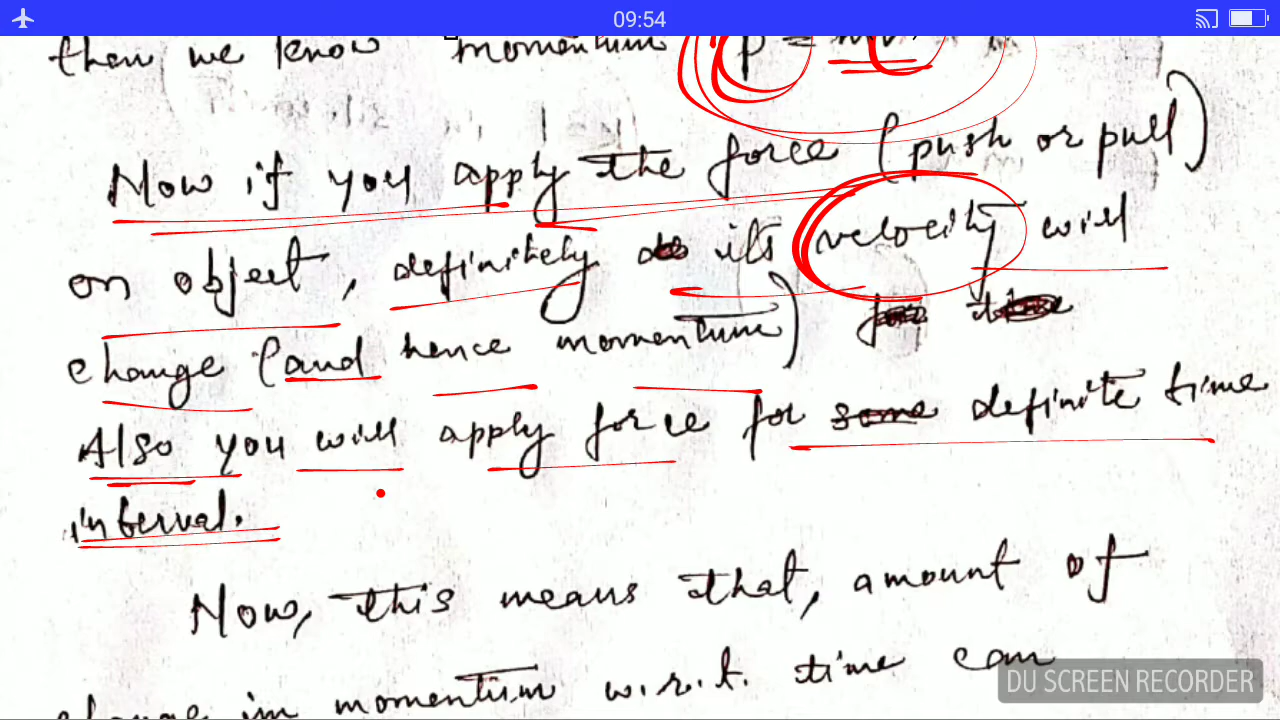 09:54
then we know momentum p = mv
Now if you apply the force (push or pull)
on object, definitely its velocity will
change (and hence momentum)
Also you will apply force for some definite time
interval.
Now, this means that, amount of
change in momentum w.r.t. time can
DU SCREEN RECORDER